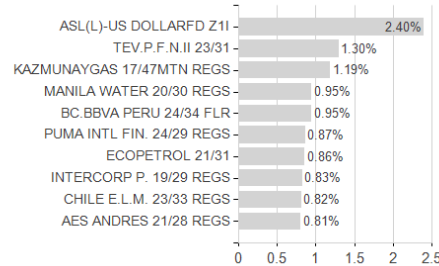 ASL(L)-US DOLLARFD Z1I 2.40%
TEV.P.F.N.II 23/31 1.30%
KAZMUNAYGAS 17/47MTN REGS 1.19%
MANILA WATER 20/30 REGS 0.95%
BC.BBVA PERU 24/34 FLR 0.95%
PUMA INTL FIN. 24/29 REGS 0.87%
ECOPETROL 21/31 0.86%
INTERCORP P. 19/29 REGS 0.83%
CHILE E.L.M. 23/33 REGS 0.82%
AES ANDRES 21/28 REGS 0.81%
0 0.5 1 1.5 2 2.5